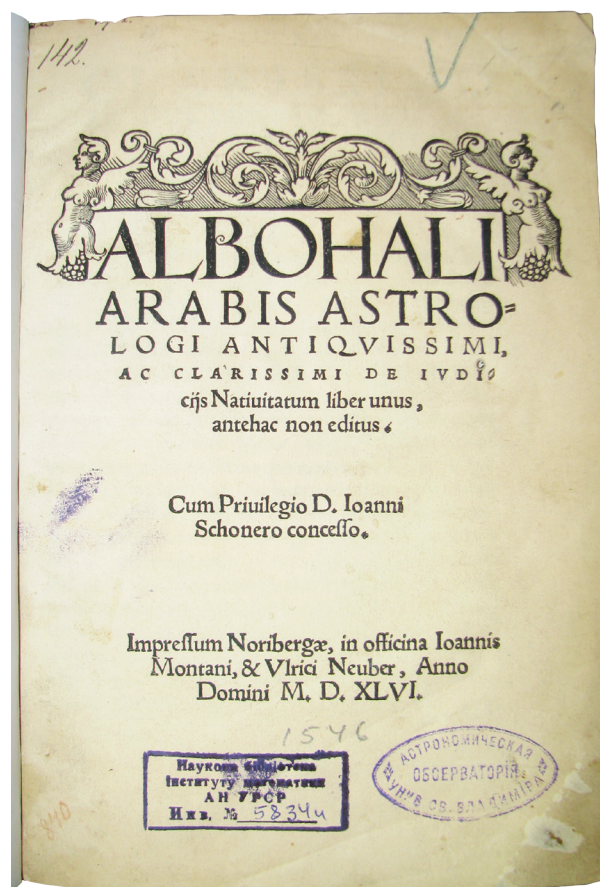 142.
ALBOHALI
ARABIS ASTRO=
LOGI ANTIQVISSIMI,
AC CLARISSIMI DE IVDI
cijs Natiuitatum liber unus,
antehac non editus.
Cum Priuilegio D. Ioanni
Schonero concesso.
Impressum Noribergæ, in officina Ioannis
Montani, & Vlrici Neuber, Anno
Domini M. D. XLVI.
1546
Наукова бібліотека
Інституту математики
АН УРСР
Инв. № 5834и
АСТРОНОМИЧЕСКАЯ
ОБСЕРВАТОРІЯ
УНИВ. СВ. ВЛАДИМІРА
840